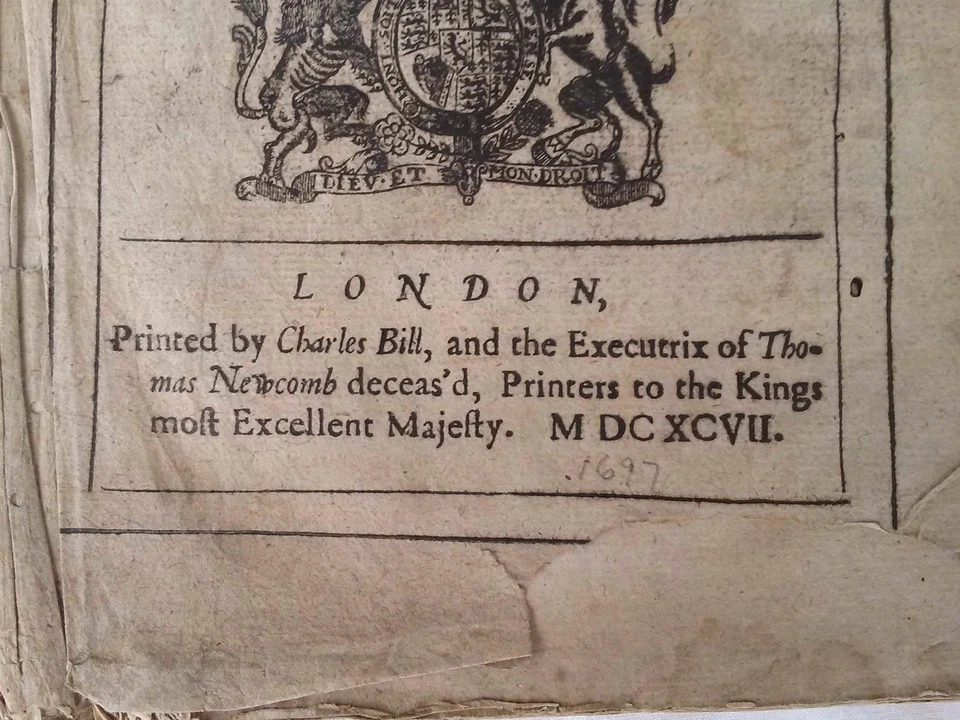 DIEV·ET MON·DROIT
LONDON,
Printed by Charles Bill, and the Executrix of Tho-
mas Newcomb deceas'd, Printers to the Kings
moſt Excellent Majeſty. M DC XCVII.
1697